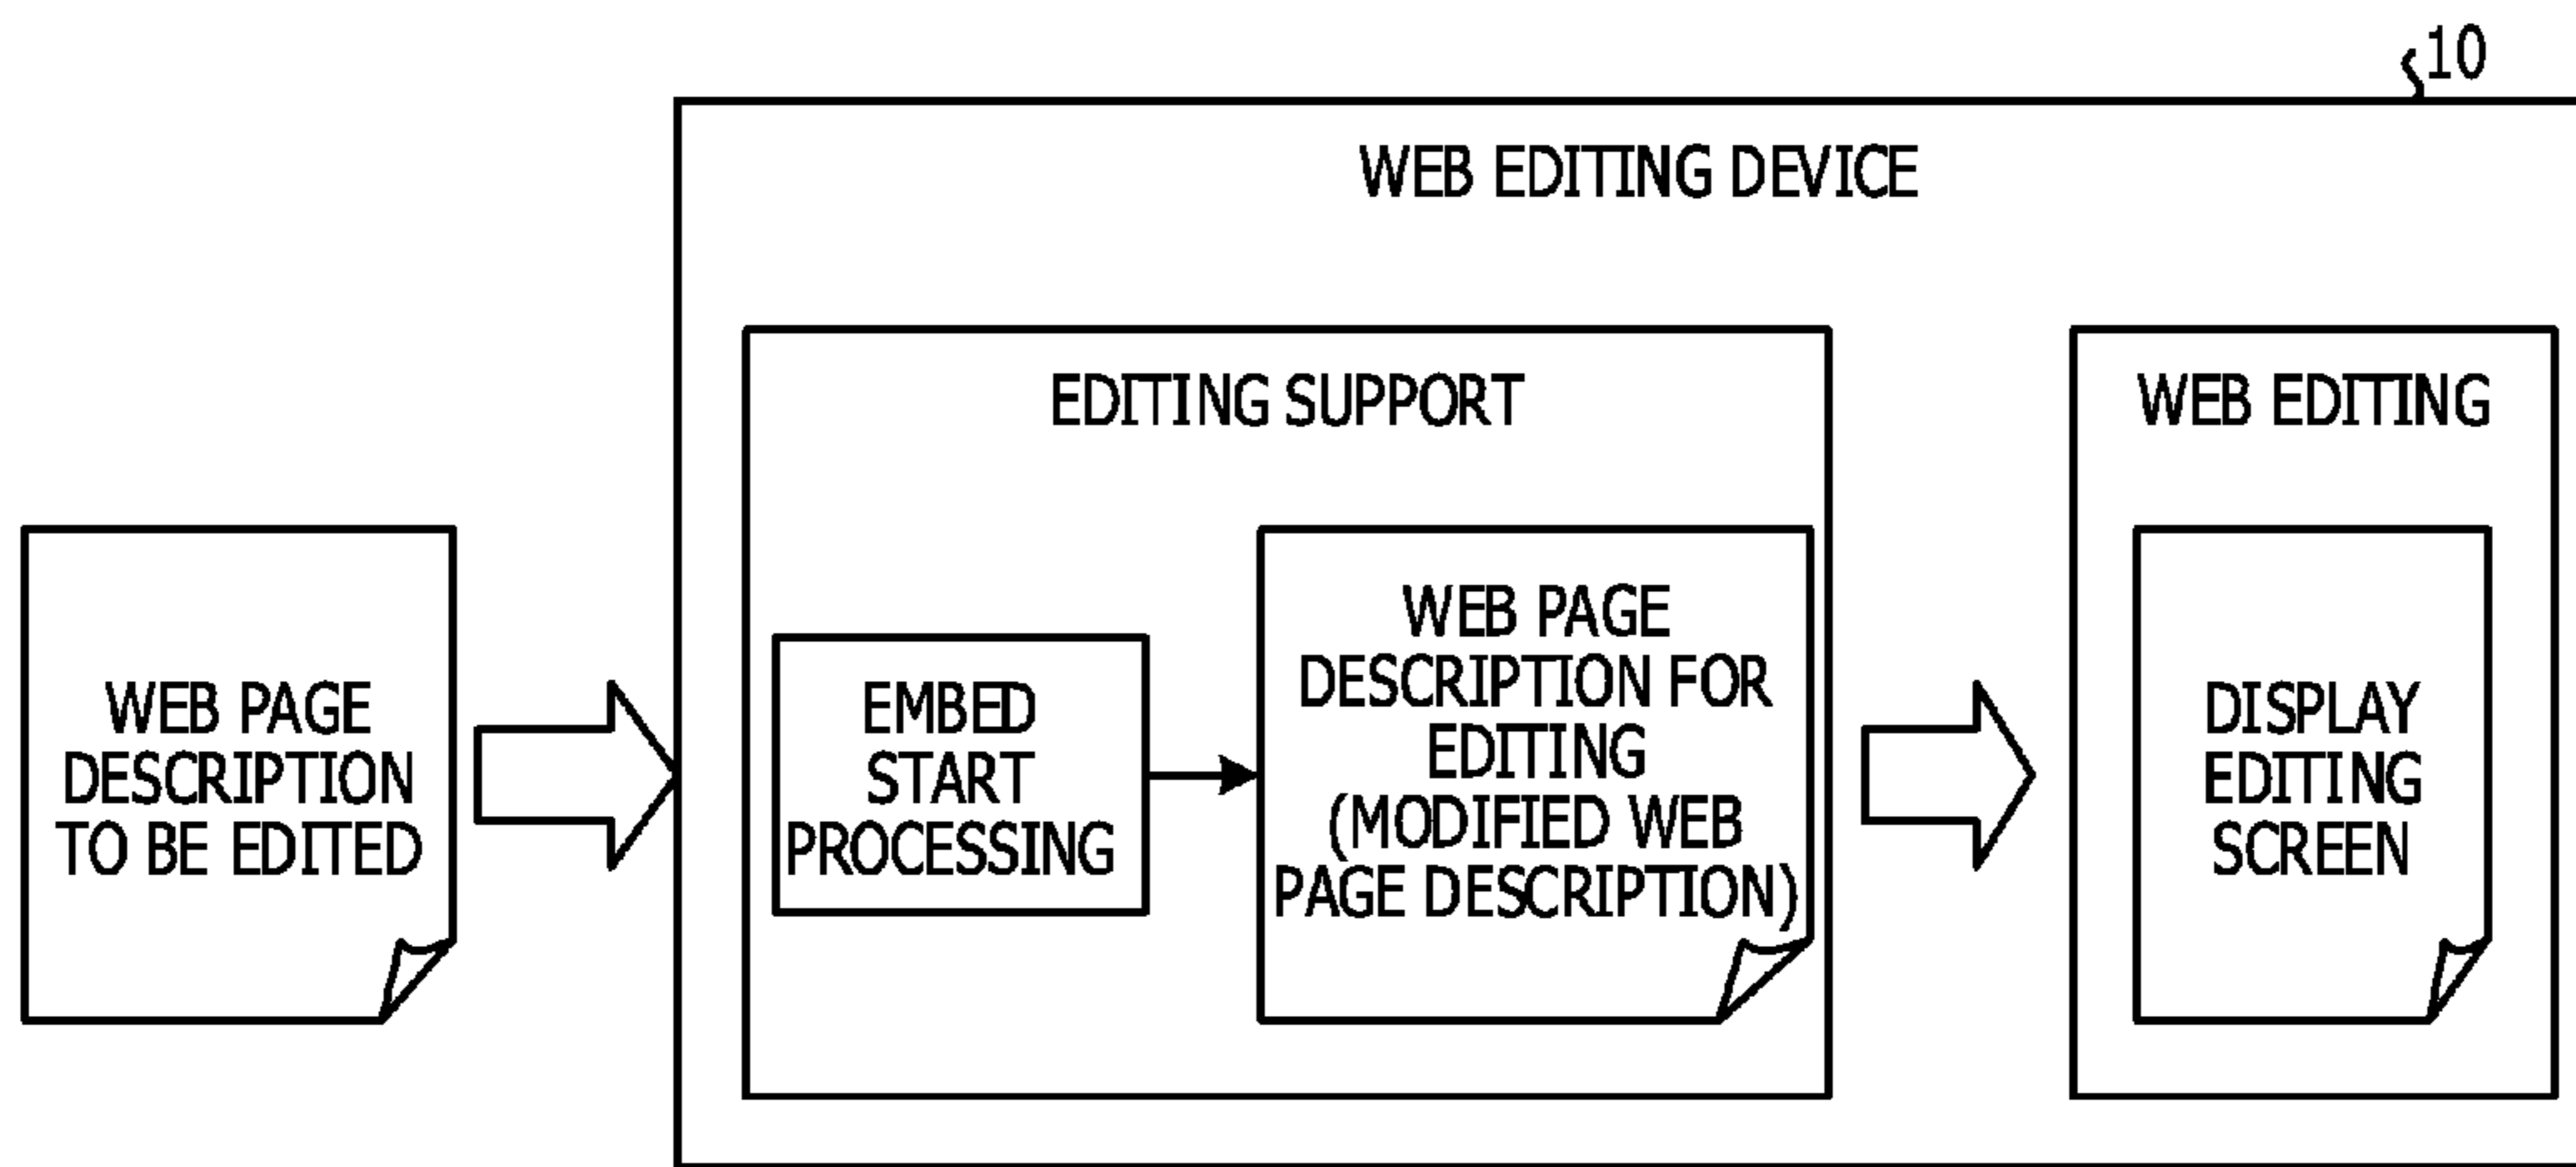 10
WEB EDITING DEVICE
EDITING SUPPORT
WEB EDITING
WEB PAGE
DESCRIPTION
TO BE EDITED
EMBED
START
PROCESSING
WEB PAGE
DESCRIPTION FOR
EDITING
(MODIFIED WEB
PAGE DESCRIPTION)
DISPLAY
EDITING
SCREEN